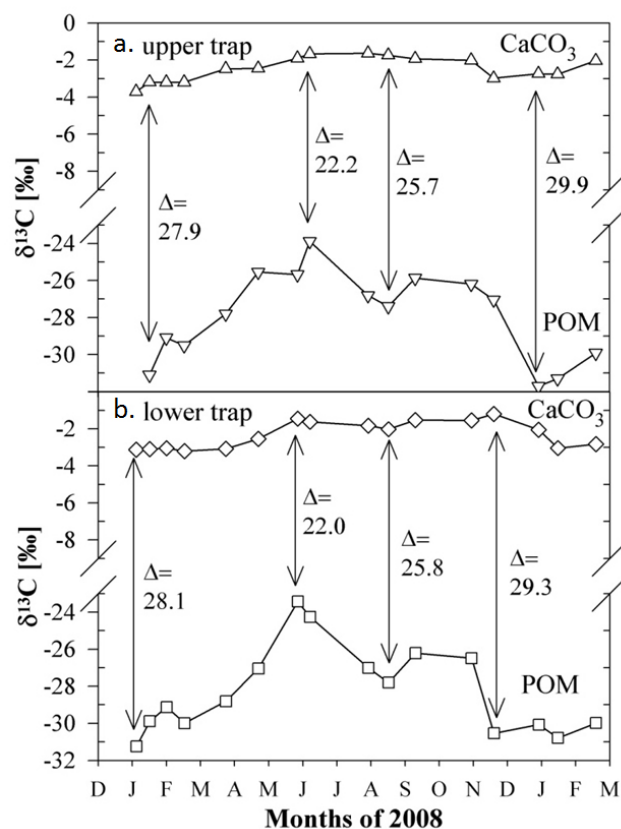 0
a. upper trap
CaCO3
-2
-4
-6
-8
Δ=
22.2
Δ=
25.7
Δ=
29.9
Δ=
27.9
δ13C [‰]
-24
-26
-28
-30
POM
b. lower trap
CaCO3
-2
-4
-6
-8
Δ=
22.0
Δ=
25.8
Δ=
29.3
Δ=
28.1
δ13C [‰]
-24
-26
-28
-30
-32
POM
D J F M A M J J A S O N D J F M
Months of 2008